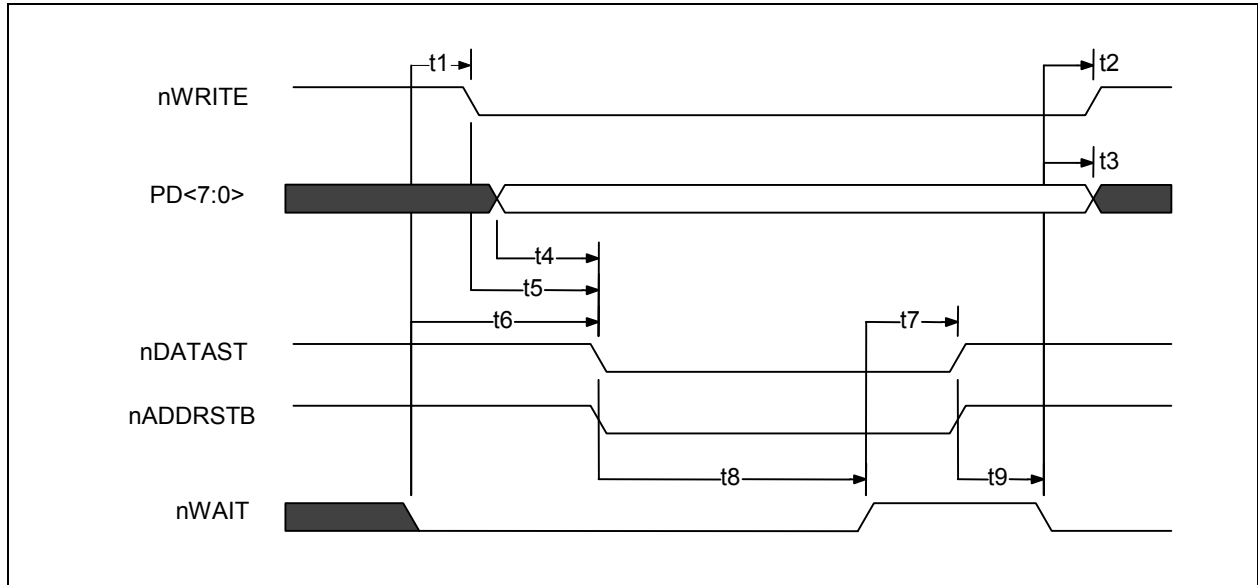 t1
t2
nWRITE
t3
PD<7:0>
t4
t5
t6
t7
nDATAST
nADDRSTB
t8
t9
nWAIT